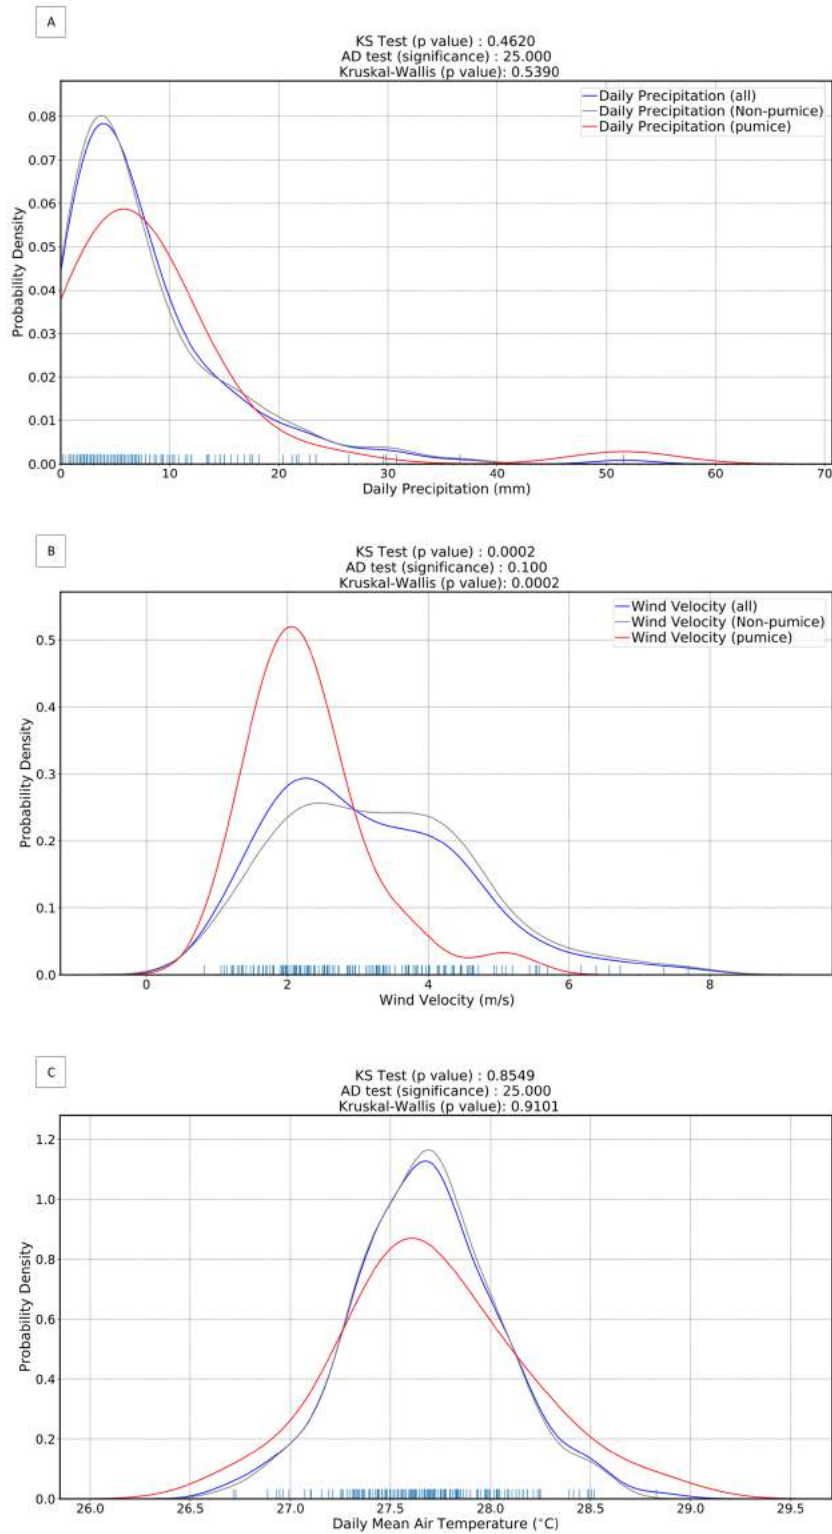 A
KS Test (p value) : 0.4620
AD test (significance) : 25.000
Kruskal-Wallis (p value): 0.5390
Daily Precipitation (all)
Daily Precipitation (Non-pumice)
Daily Precipitation (pumice)
0.08
0.07
0.06
0.05
0.04
0.03
0.02
0.01
0.00
Probability Density
0 10 20 30 40 50 60 70
Daily Precipitation (mm)
B
KS Test (p value) : 0.0002
AD test (significance) : 0.100
Kruskal-Wallis (p value): 0.0002
Wind Velocity (all)
Wind Velocity (Non-pumice)
Wind Velocity (pumice)
0.5
0.4
0.3
0.2
0.1
0.0
Probability Density
0 2 4 6 8
Wind Velocity (m/s)
C
KS Test (p value) : 0.8549
AD test (significance) : 25.000
Kruskal-Wallis (p value): 0.9101
1.2
1.0
0.8
0.6
0.4
0.2
0.0
Probability Density
26.0 26.5 27.0 27.5 28.0 28.5 29.0 29.5
Daily Mean Air Temperature (°C)